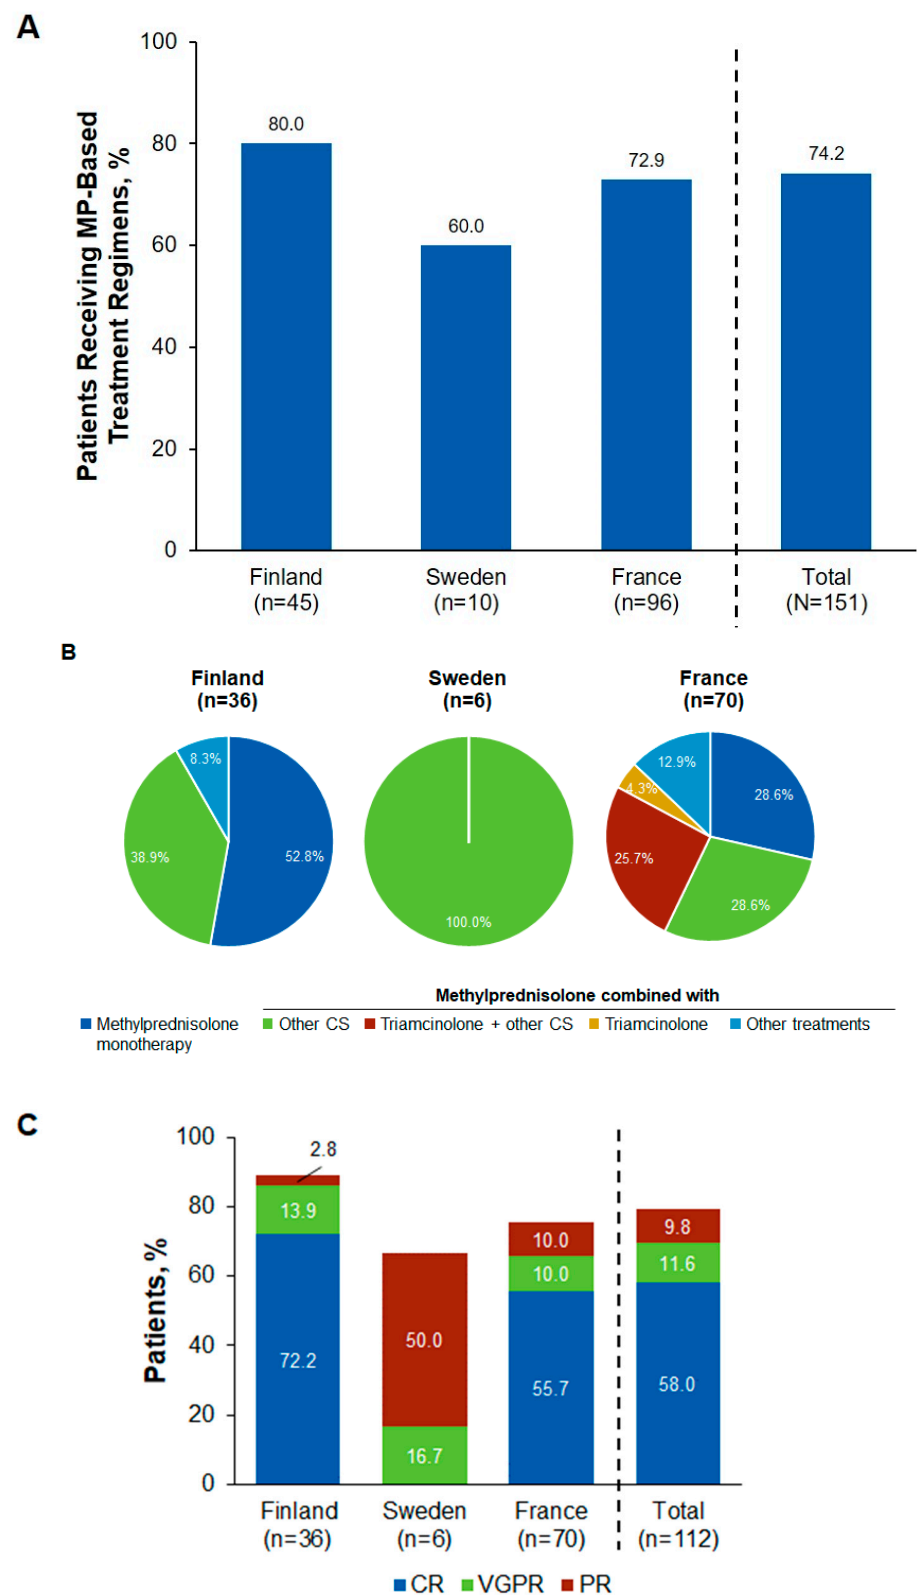 A
Patients Receiving MP-Based
Treatment Regimens, %
100
80
60
40
20
0
80.0
60.0
72.9
74.2
Finland
(n=45)
Sweden
(n=10)
France
(n=96)
Total
(N=151)
B
Finland
(n=36)
Sweden
(n=6)
France
(n=70)
8.3%
38.9%
52.8%
100.0%
12.9%
4.3%
28.6%
25.7%
28.6%
Methylprednisolone combined with
Methylprednisolone
monotherapy
Other CS
Triamcinolone + other CS
Triamcinolone
Other treatments
C
Patients, %
100
80
60
40
20
0
2.8
13.9
72.2
50.0
16.7
10.0
10.0
55.7
9.8
11.6
58.0
Finland
(n=36)
Sweden
(n=6)
France
(n=70)
Total
(n=112)
CR VGPR PR